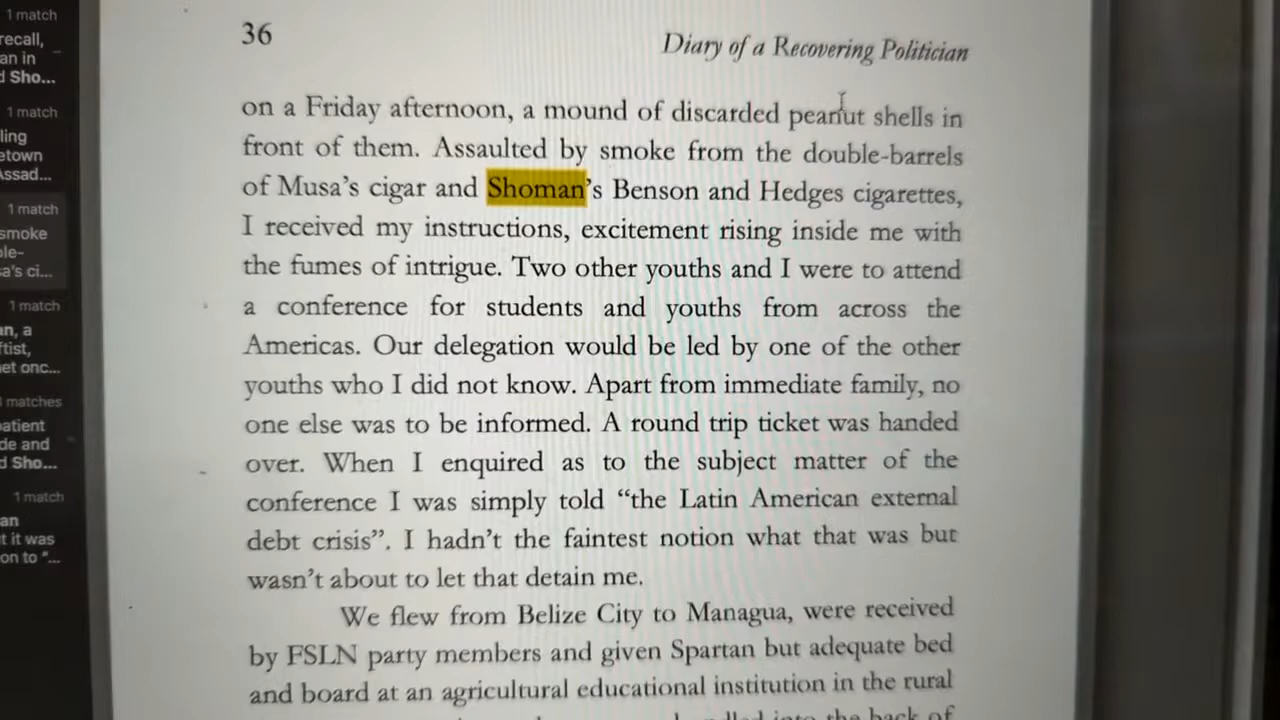 1 match
recall,
an in
d Sho...
1 match
ling
etown
Assad...
1 match
smoke
ole-
sa's ci...
1 match
an, a
ftist,
et onc...
matches
patient
de and
d Sho...
1 match
an
t it was
on to "...
36
Diary of a Recovering Politician
on a Friday afternoon, a mound of discarded peanut shells in
front of them. Assaulted by smoke from the double-barrels
of Musa's cigar and Shoman's Benson and Hedges cigarettes,
I received my instructions, excitement rising inside me with
the fumes of intrigue. Two other youths and I were to attend
a conference for students and youths from across the
Americas. Our delegation would be led by one of the other
youths who I did not know. Apart from immediate family, no
one else was to be informed. A round trip ticket was handed
over. When I enquired as to the subject matter of the
conference I was simply told “the Latin American external
debt crisis”. I hadn't the faintest notion what that was but
wasn't about to let that detain me.
We flew from Belize City to Managua, were received
by FSLN party members and given Spartan but adequate bed
and board at an agricultural educational institution in the rural
into the back of